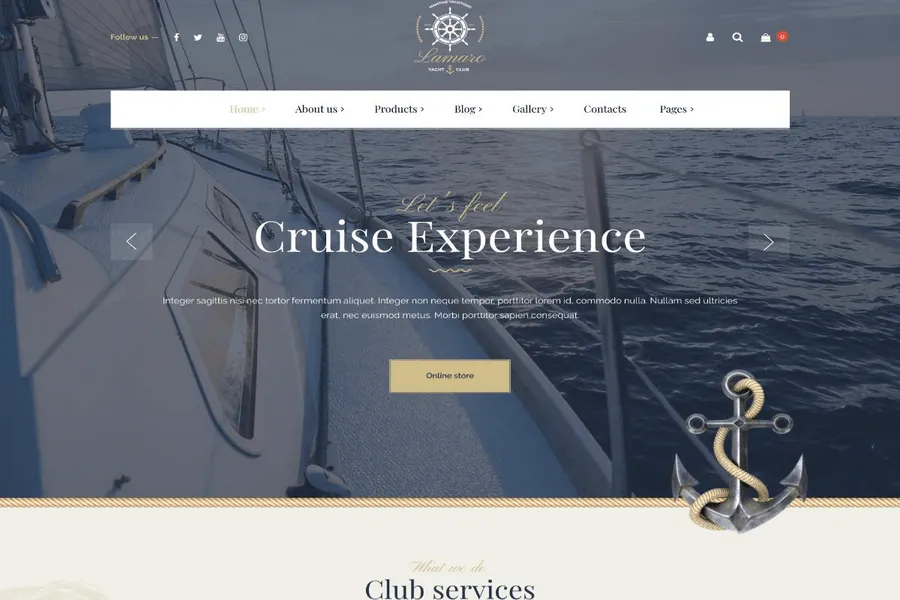 Follow us —
MARITIME TRADITIONS
Lamaro
YACHT CLUB
0
Home >
About us >
Products >
Blog >
Gallery >
Contacts
Pages >
Let's feel
Cruise Experience
Integer sagittis nisi nec tortor fermentum aliquet. Integer non neque tempor, porttitor lorem id, commodo nulla. Nullam sed ultricies
erat, nec euismod metus. Morbi porttitor sapien consequat.
Online store
What we do
Club services